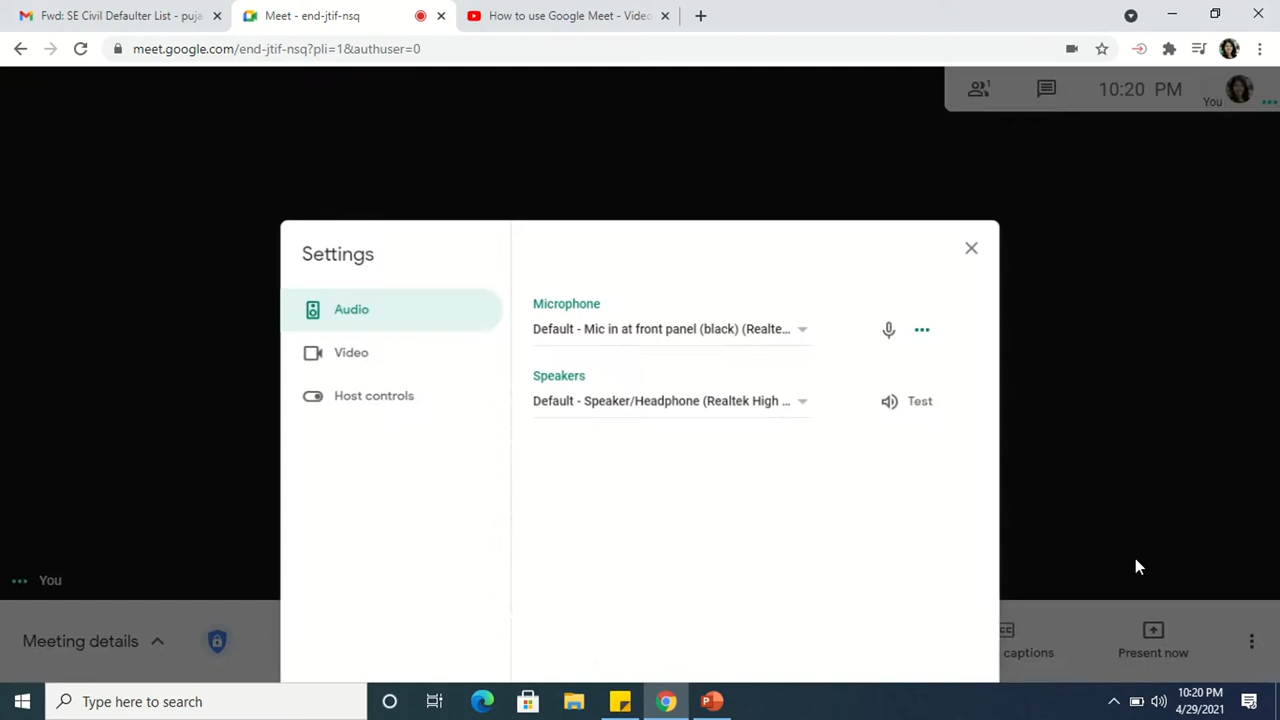 Fwd: SE Civil Defaulter List - puja
Meet - end-jtif-nsq
How to use Google Meet - Video
meet.google.com/end-jtif-nsq?pli=1&authuser=0
1
10:20 PM
You
Settings
Audio
Video
Host controls
Microphone
Default - Mic in at front panel (black) (Realte...
Speakers
Default - Speaker/Headphone (Realtek High ...
Test
You
Meeting details
captions
Present now
Type here to search
10:20 PM
4/29/2021